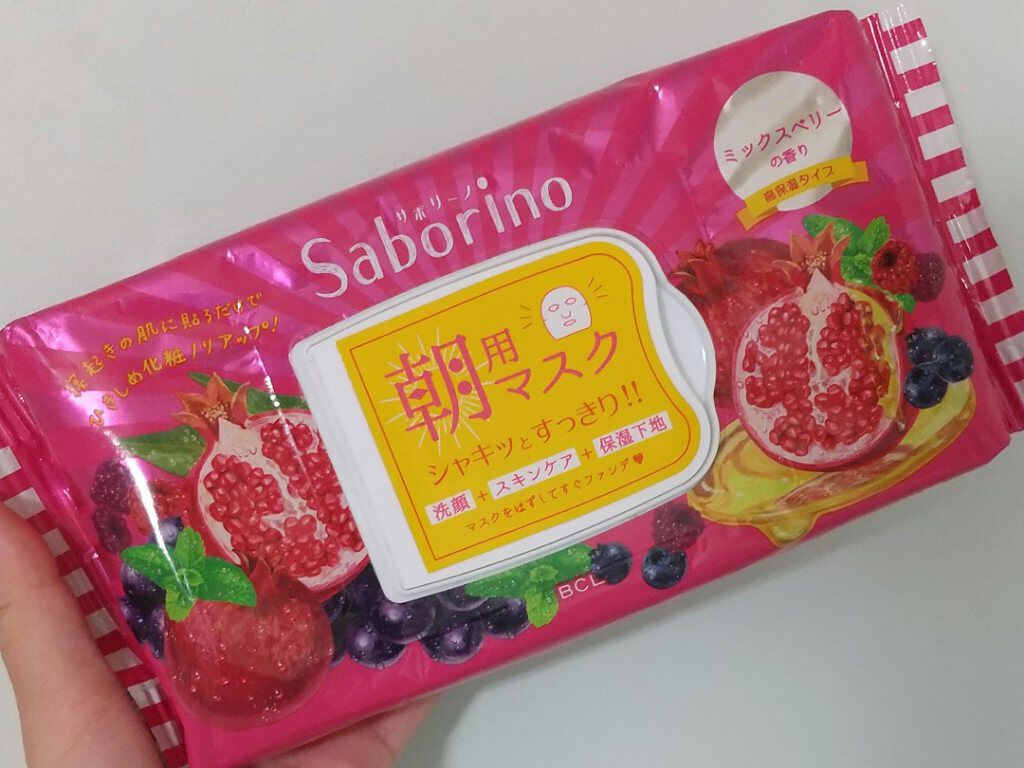 サボリーノ
Saborino
ミックスベリー
の香り
高保湿タイプ
寝起きの肌に貼るだけで
ひきしめ化粧ノリアップ!
朝用マスク
シャキッとすっきり!!
洗顔+スキンケア+保湿下地
マスクをはずしてすぐファンデ♥
BCL